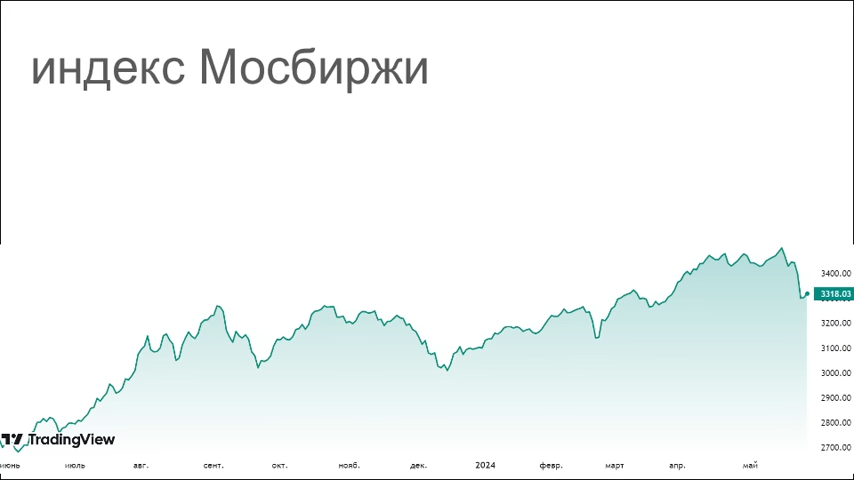 индекс Мосбиржи
3400.00
3318.03
3200.00
3100.00
3000.00
2900.00
2800.00
2700.00
TradingView
июнь июль авг. сент. окт. нояб. дек. 2024 февр. март апр. май